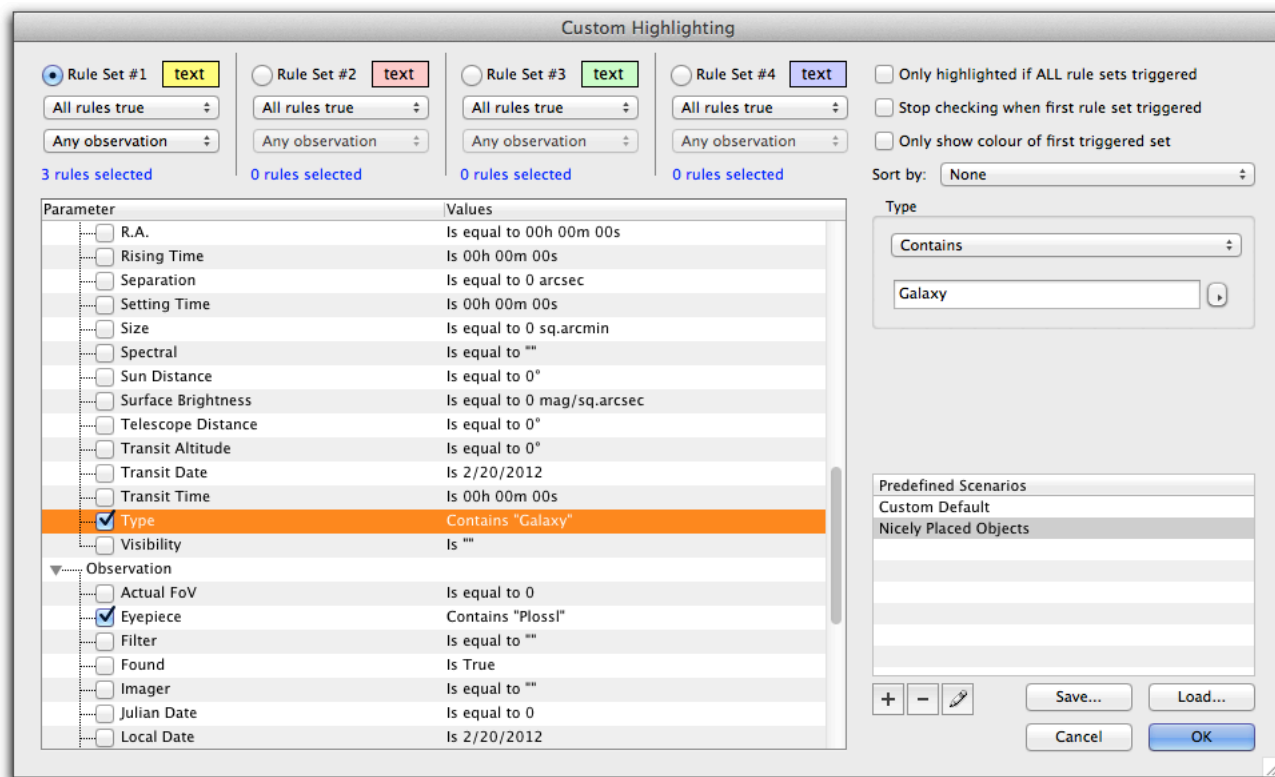 Custom Highlighting
Rule Set #1 text Rule Set #2 text Rule Set #3 text Rule Set #4 text
All rules true All rules true All rules true All rules true
Any observation Any observation Any observation Any observation
3 rules selected 0 rules selected 0 rules selected 0 rules selected
Only highlighted if ALL rule sets triggered
Stop checking when first rule set triggered
Only show colour of first triggered set
Sort by: None
Parameter Values
R.A. Is equal to 00h 00m 00s
Rising Time Is 00h 00m 00s
Separation Is equal to 0 arcsec
Setting Time Is 00h 00m 00s
Size Is equal to 0 sq.arcmin
Spectral Is equal to ""
Sun Distance Is equal to 0°
Surface Brightness Is equal to 0 mag/sq.arcsec
Telescope Distance Is equal to 0°
Transit Altitude Is equal to 0°
Transit Date Is 2/20/2012
Transit Time Is 00h 00m 00s
Type Contains "Galaxy"
Visibility Is ""
Observation
Actual FoV Is equal to 0
Eyepiece Contains "Plossl"
Filter Is equal to ""
Found Is True
Imager Is equal to ""
Julian Date Is equal to 0
Local Date Is 2/20/2012
Type
Contains
Galaxy
Predefined Scenarios
Custom Default
Nicely Placed Objects
+ −
Save... Load...
Cancel OK